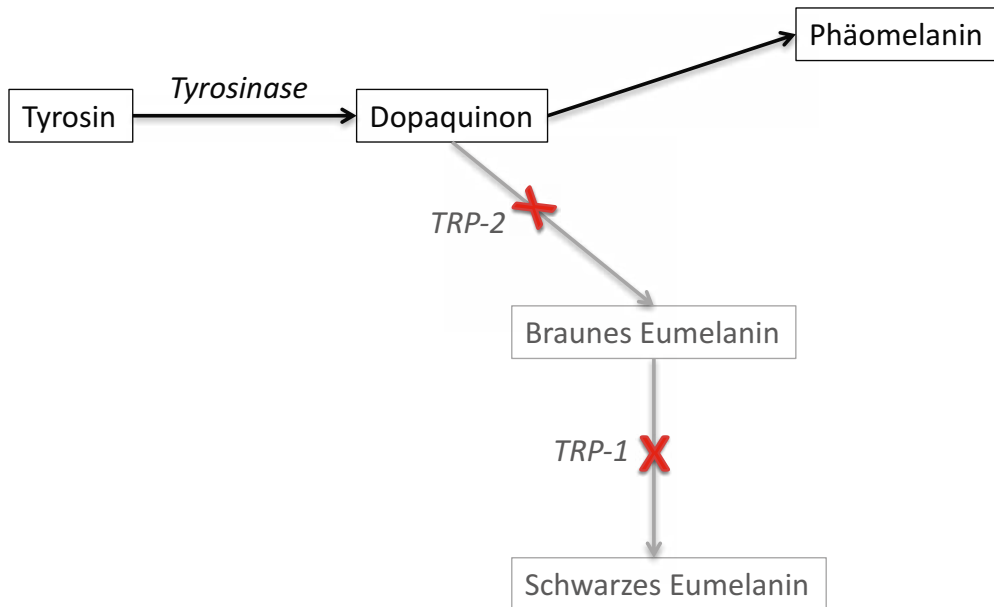 Phäomelanin
Tyrosinase
Tyrosin
Dopaquinon
TRP-2
Braunes Eumelanin
TRP-1
Schwarzes Eumelanin